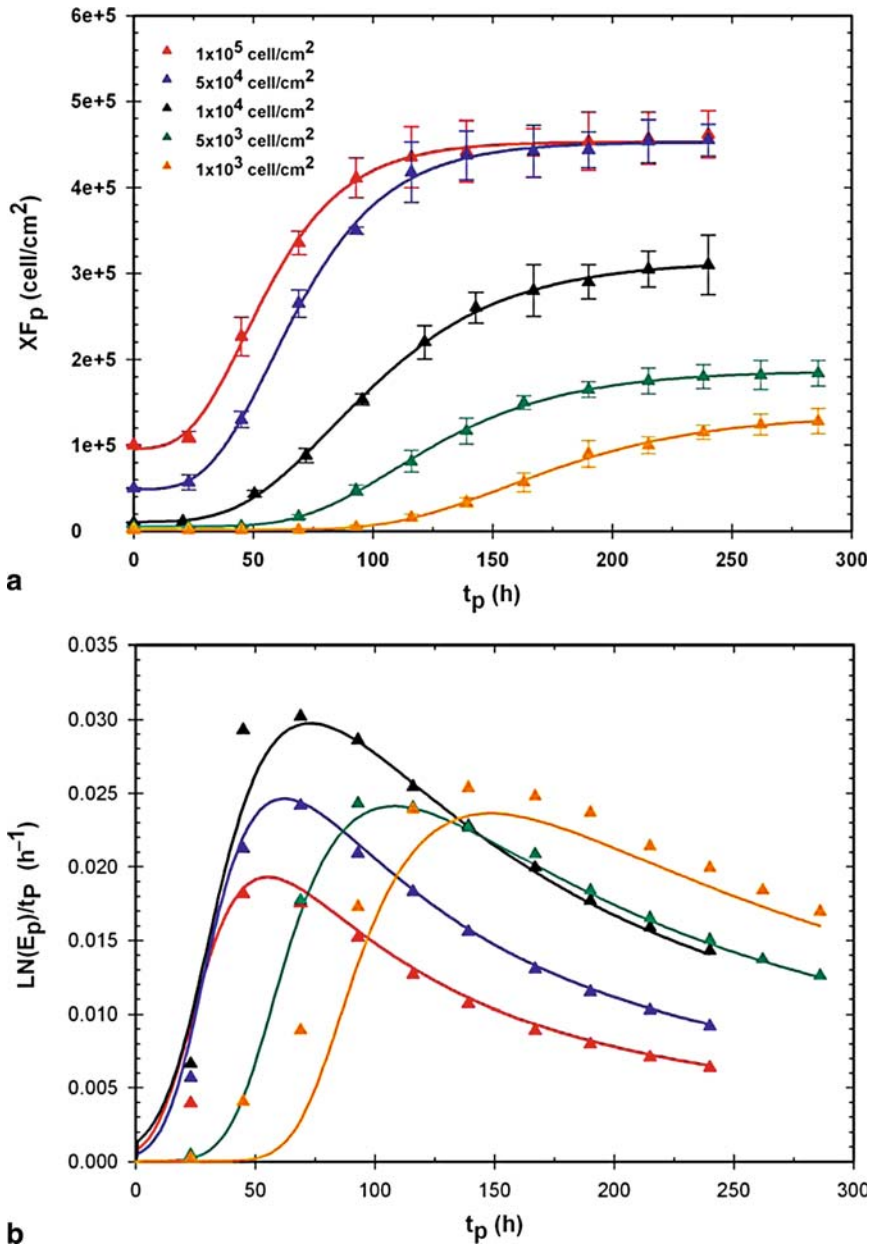 6e+5
5e+5
4e+5
3e+5
2e+5
1e+5
0
XFp (cell/cm²)
1x10⁵ cell/cm²
5x10⁴ cell/cm²
1x10⁴ cell/cm²
5x10³ cell/cm²
1x10³ cell/cm²
0 50 100 150 200 250 300
tp (h)
a
0.035
0.030
0.025
0.020
0.015
0.010
0.005
0.000
LN(Ep)/tP (h⁻¹)
0 50 100 150 200 250 300
tp (h)
b